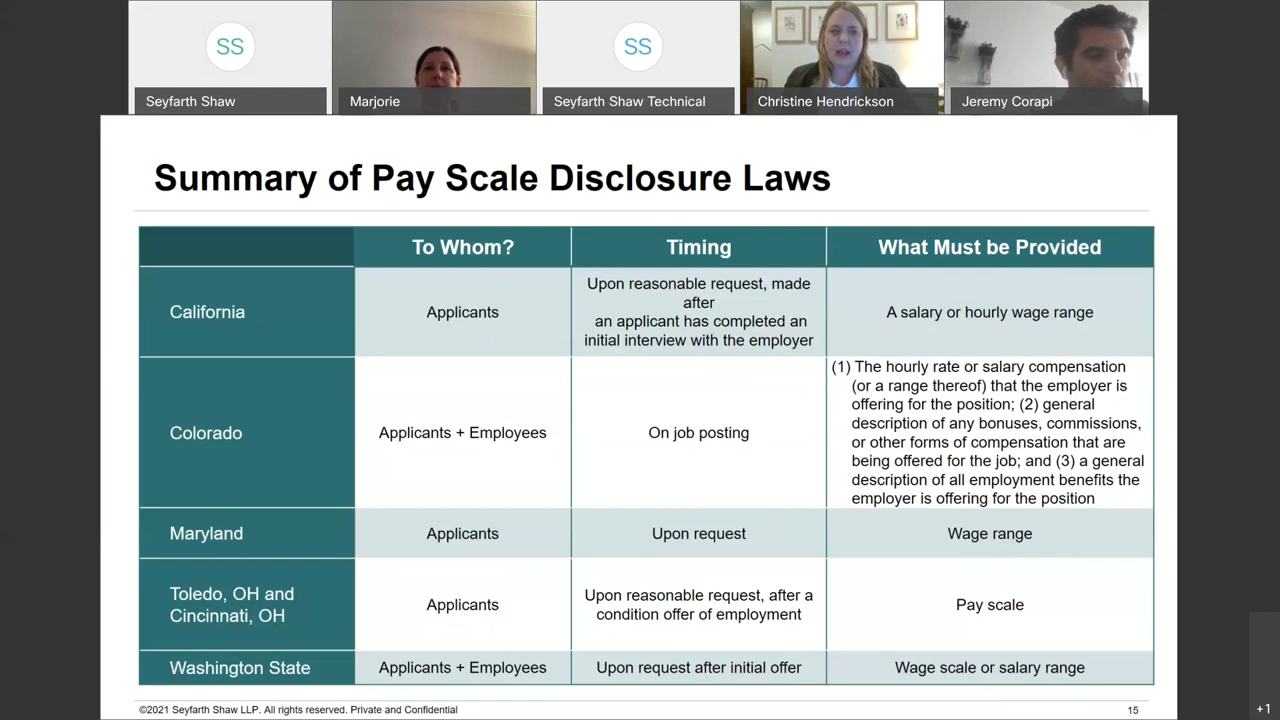 SS
SS
Seyfarth Shaw
Marjorie
Seyfarth Shaw Technical
Christine Hendrickson
Jeremy Corapi
Summary of Pay Scale Disclosure Laws
To Whom?
Timing
What Must be Provided
California
Applicants
Upon reasonable request, made
after
an applicant has completed an
initial interview with the employer
A salary or hourly wage range
Colorado
Applicants + Employees
On job posting
(1) The hourly rate or salary compensation
(or a range thereof) that the employer is
offering for the position; (2) general
description of any bonuses, commissions,
or other forms of compensation that are
being offered for the job; and (3) a general
description of all employment benefits the
employer is offering for the position
Maryland
Applicants
Upon request
Wage range
Toledo, OH and
Cincinnati, OH
Applicants
Upon reasonable request, after a
condition offer of employment
Pay scale
Washington State
Applicants + Employees
Upon request after initial offer
Wage scale or salary range
©2021 Seyfarth Shaw LLP. All rights reserved. Private and Confidential
15
+1